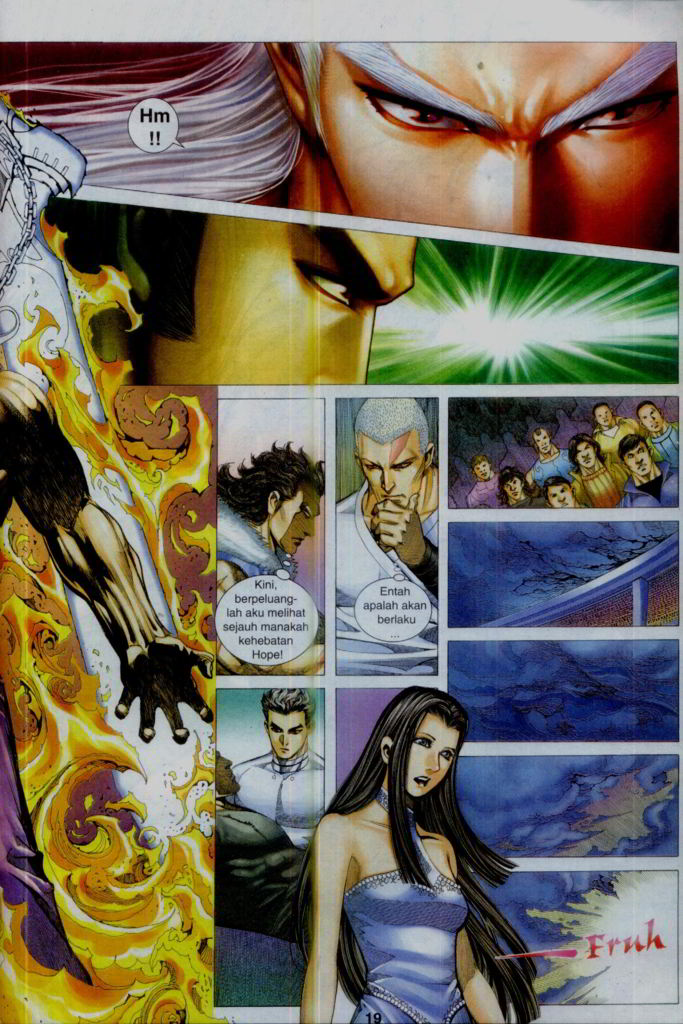 Hm
!!
Kini,
berpeluang-
lah aku melihat
sejauh manakah
kehebatan
Hope!
Entah
apalah akan
berlaku
...
Fruh
19